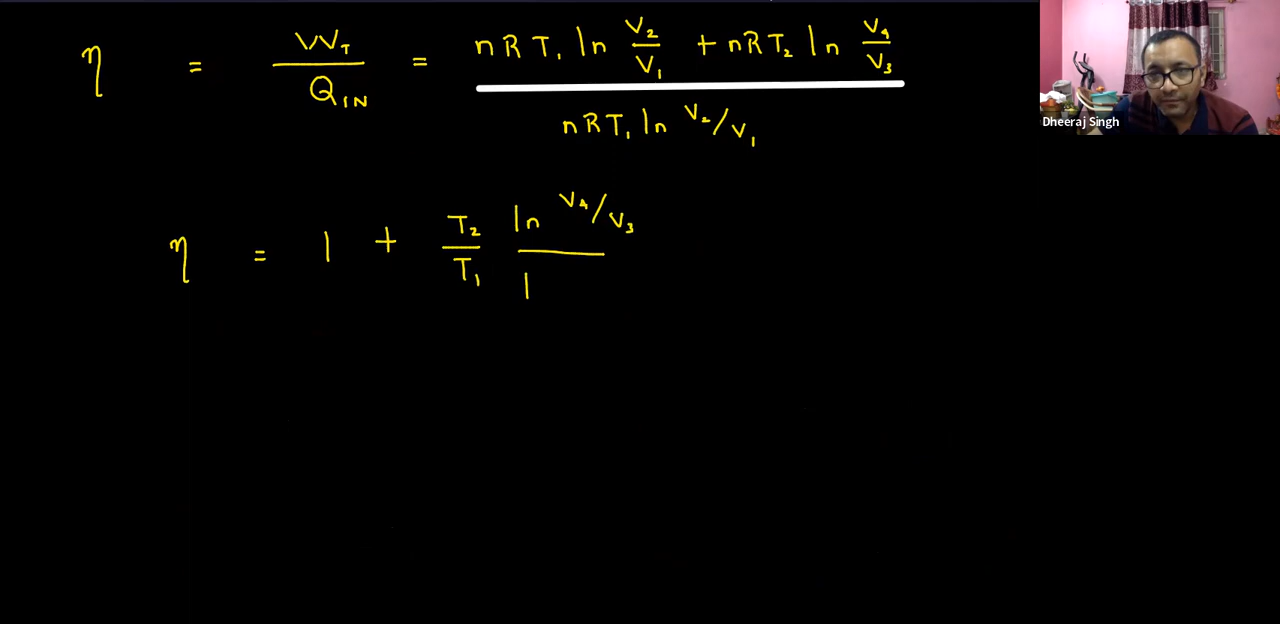 η = W_T / Q_IN = (nRT₁ ln V₂/V₁ + nRT₂ ln V₄/V₃) / (nRT₁ ln V₂/V₁)
Dheeraj Singh
η = 1 + T₂/T₁ ln V₄/V₃ / l